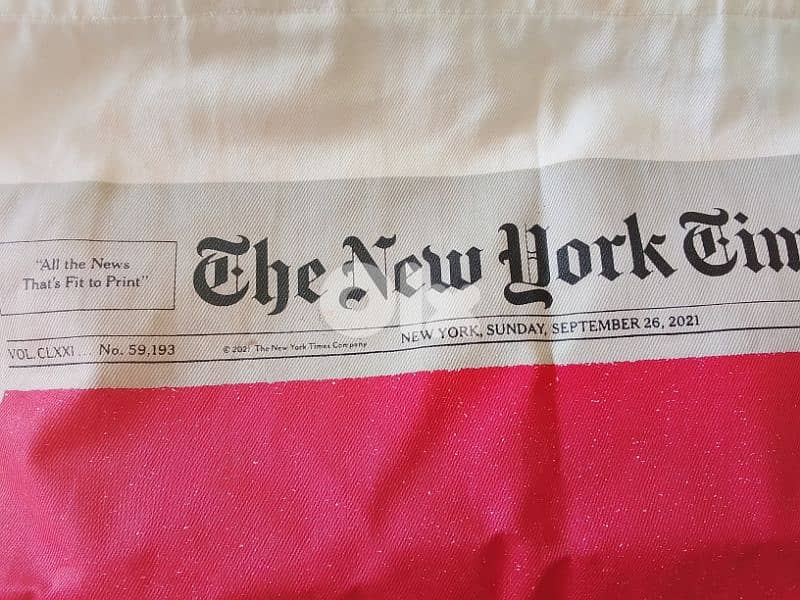 "All the News
That's Fit to Print"
The New York Tim
VOL. CLXXI ... No. 59,193
© 2021 The New York Times Company
NEW YORK, SUNDAY, SEPTEMBER 26, 2021